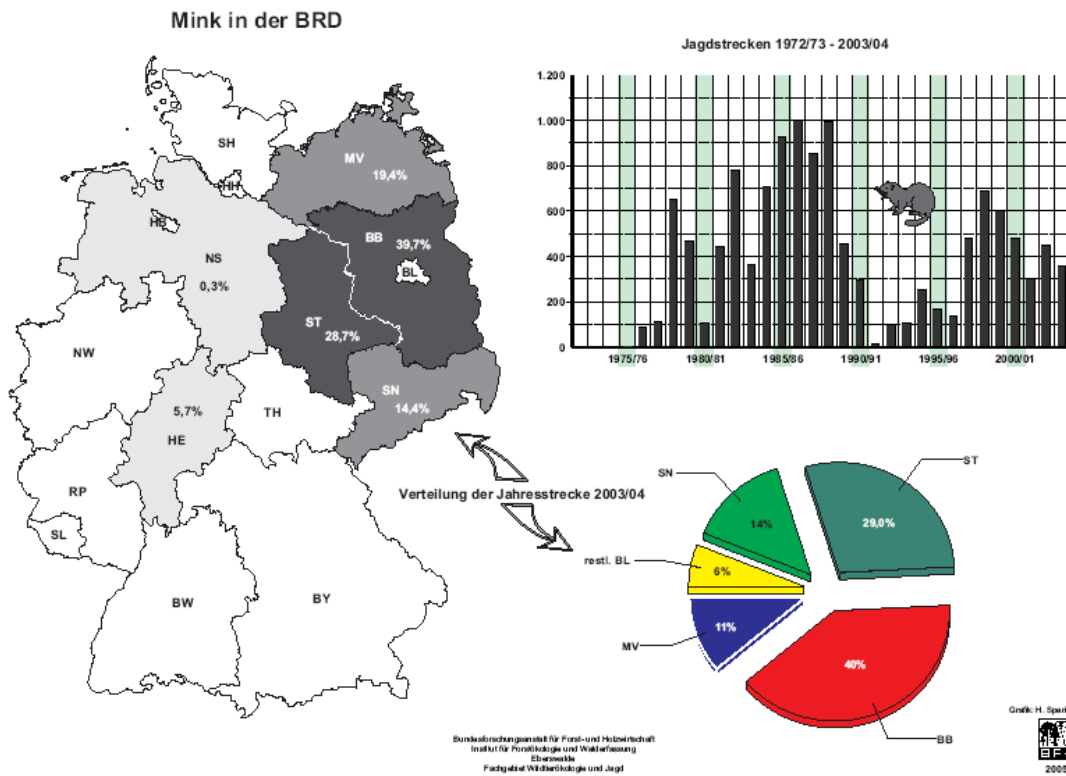 Mink in der BRD
SH
HH
MV
19,4%
HB
NS
0,3%
BB
39,7%
BL
ST
28,7%
NW
5,7%
HE
TH
SN
14,4%
RP
SL
BW
BY
Jagdstrecken 1972/73 - 2003/04
1.200
1.000
800
600
400
200
0
1975/76 1980/81 1985/86 1990/91 1995/96 2000/01
Verteilung der Jahresstrecke 2003/04
SN
14%
ST
29,0%
restl. BL
6%
MV
11%
40%
BB
Bundesforschungsanstalt für Forst- und Holzwirtschaft
Institut für Forstökologie und Walderfassung
Eberswalde
Fachgebiet Wildtierökologie und Jagd
Grafik: H.
2005